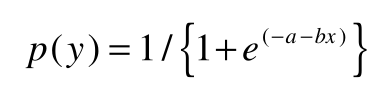 p(y) = 1 / {1 + e^(−a−bx)}